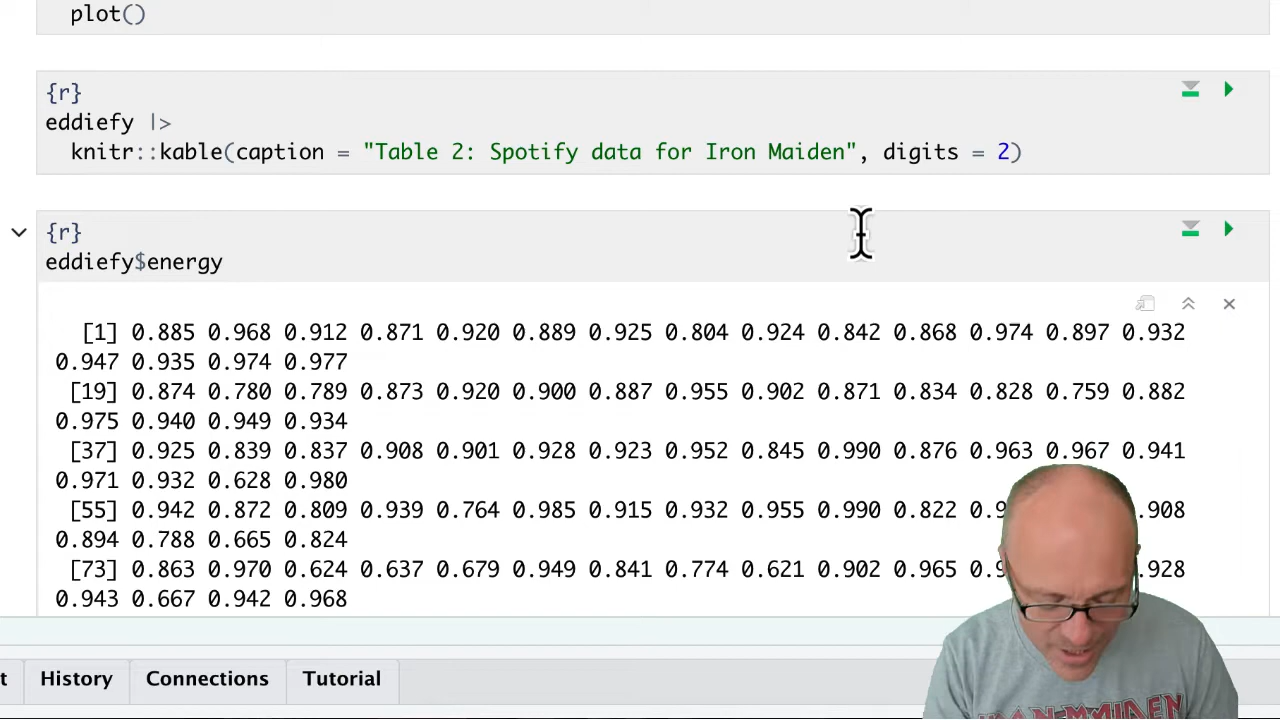 plot()
{r}
eddiefy |>
knitr::kable(caption = "Table 2: Spotify data for Iron Maiden", digits = 2)
{r}
eddiefy$energy
[1] 0.885 0.968 0.912 0.871 0.920 0.889 0.925 0.804 0.924 0.842 0.868 0.974 0.897 0.932
0.947 0.935 0.974 0.977
[19] 0.874 0.780 0.789 0.873 0.920 0.900 0.887 0.955 0.902 0.871 0.834 0.828 0.759 0.882
0.975 0.940 0.949 0.934
[37] 0.925 0.839 0.837 0.908 0.901 0.928 0.923 0.952 0.845 0.990 0.876 0.963 0.967 0.941
0.971 0.932 0.628 0.980
[55] 0.942 0.872 0.809 0.939 0.764 0.985 0.915 0.932 0.955 0.990 0.822 .908
0.894 0.788 0.665 0.824
[73] 0.863 0.970 0.624 0.637 0.679 0.949 0.841 0.774 0.621 0.902 0.965 .928
0.943 0.667 0.942 0.968
t History Connections Tutorial
IRON MAIDEN